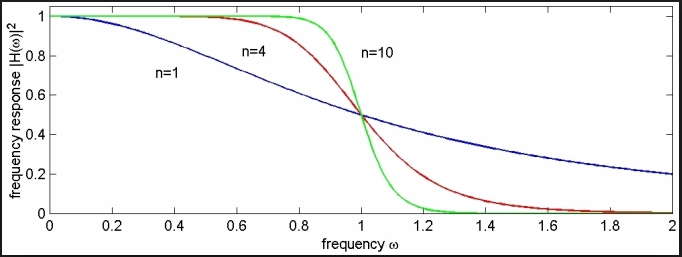 1
0.8
0.6
0.4
0.2
0
frequency response |H(ω)|²
n=1
n=4
n=10
0 0.2 0.4 0.6 0.8 1 1.2 1.4 1.6 1.8 2
frequency ω